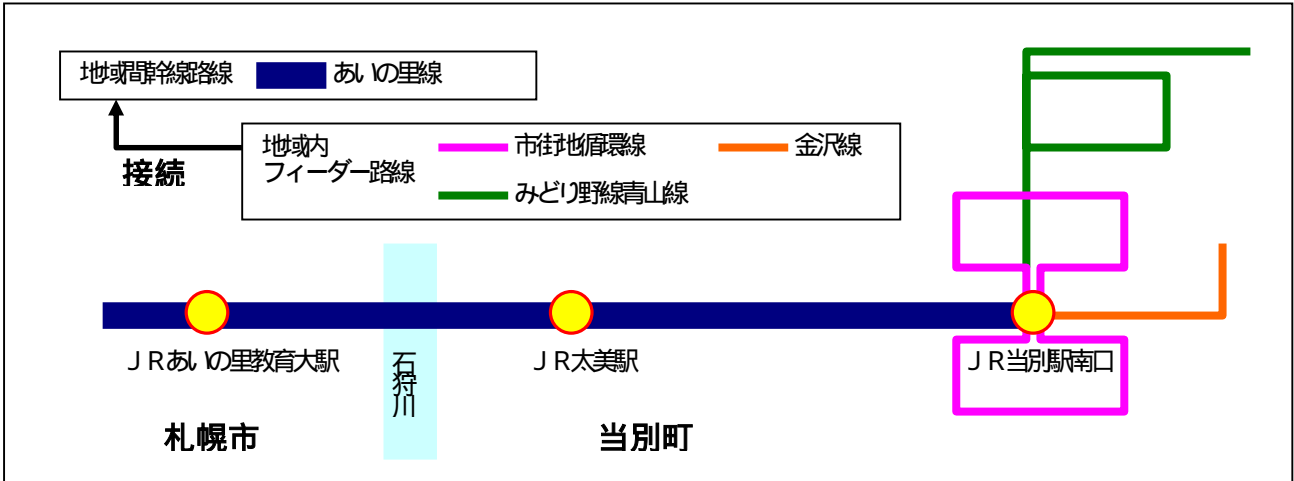 地域間幹線路線 あいの里線
地域内 市街地循環線 金沢線
フィーダー路線
みどり野線青山線
接続
ＪＲあいの里教育大駅
石狩川
ＪＲ太美駅
ＪＲ当別駅南口
札幌市
当別町